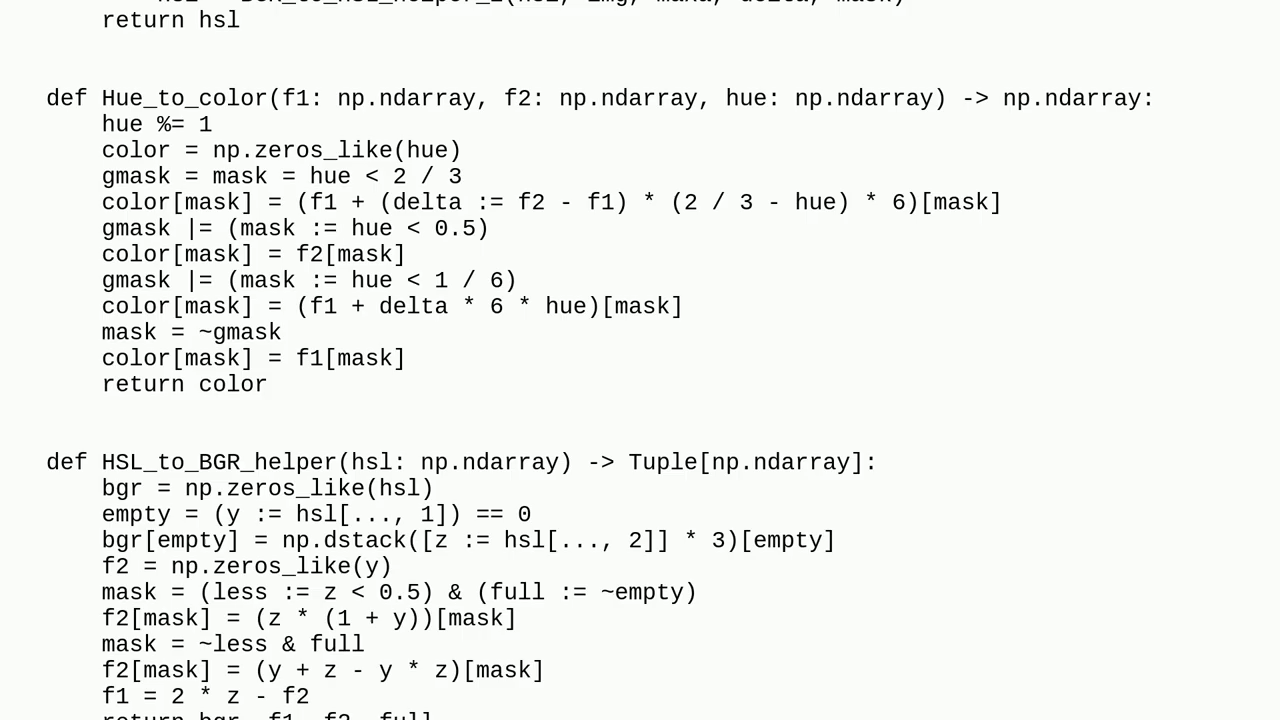 return hsl
def Hue_to_color(f1: np.ndarray, f2: np.ndarray, hue: np.ndarray) -> np.ndarray:
hue %= 1
color = np.zeros_like(hue)
gmask = mask = hue < 2 / 3
color[mask] = (f1 + (delta := f2 - f1) * (2 / 3 - hue) * 6)[mask]
gmask |= (mask := hue < 0.5)
color[mask] = f2[mask]
gmask |= (mask := hue < 1 / 6)
color[mask] = (f1 + delta * 6 * hue)[mask]
mask = ~gmask
color[mask] = f1[mask]
return color
def HSL_to_BGR_helper(hsl: np.ndarray) -> Tuple[np.ndarray]:
bgr = np.zeros_like(hsl)
empty = (y := hsl[..., 1]) == 0
bgr[empty] = np.dstack([z := hsl[..., 2]] * 3)[empty]
f2 = np.zeros_like(y)
mask = (less := z < 0.5) & (full := ~empty)
f2[mask] = (z * (1 + y))[mask]
mask = ~less & full
f2[mask] = (y + z - y * z)[mask]
f1 = 2 * z - f2
return bgr, f1, f2, full